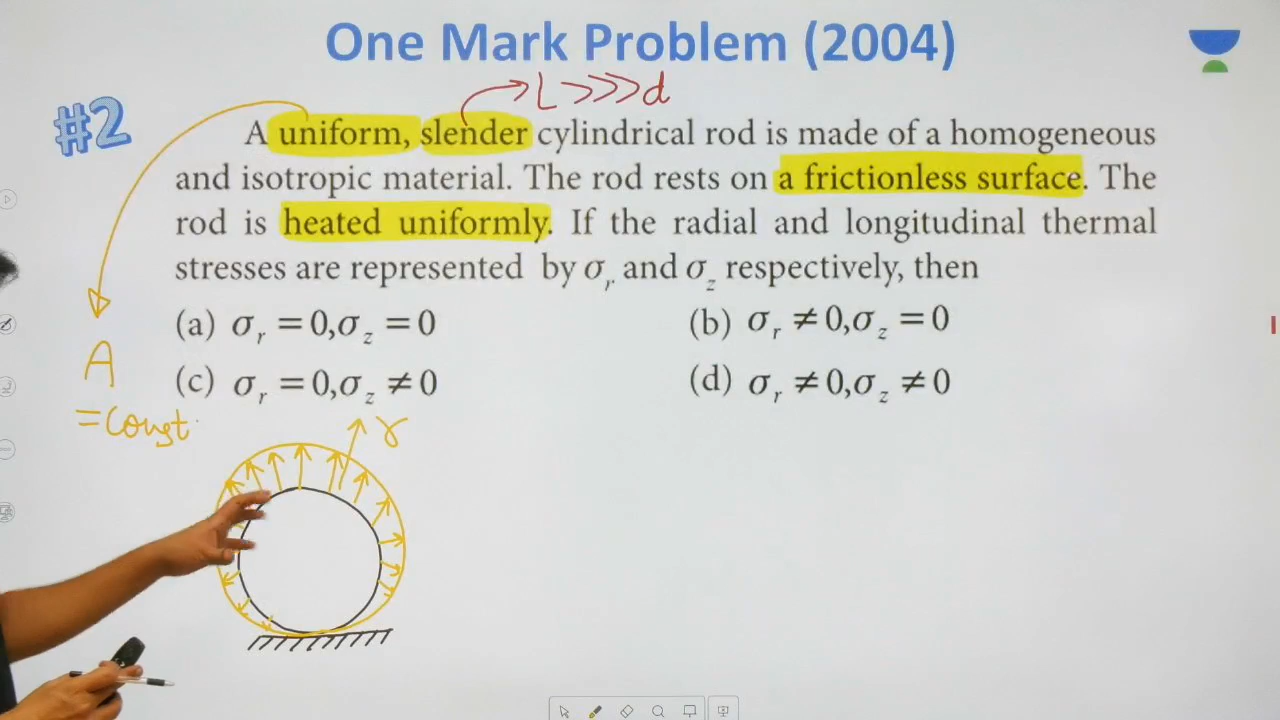 One Mark Problem (2004)
L >>> d
#2
A uniform, slender cylindrical rod is made of a homogeneous
and isotropic material. The rod rests on a frictionless surface. The
rod is heated uniformly. If the radial and longitudinal thermal
stresses are represented by σr and σz respectively, then
(a) σr = 0,σz = 0
(b) σr ≠ 0,σz = 0
(c) σr = 0,σz ≠ 0
(d) σr ≠ 0,σz ≠ 0
A
= Const.
r